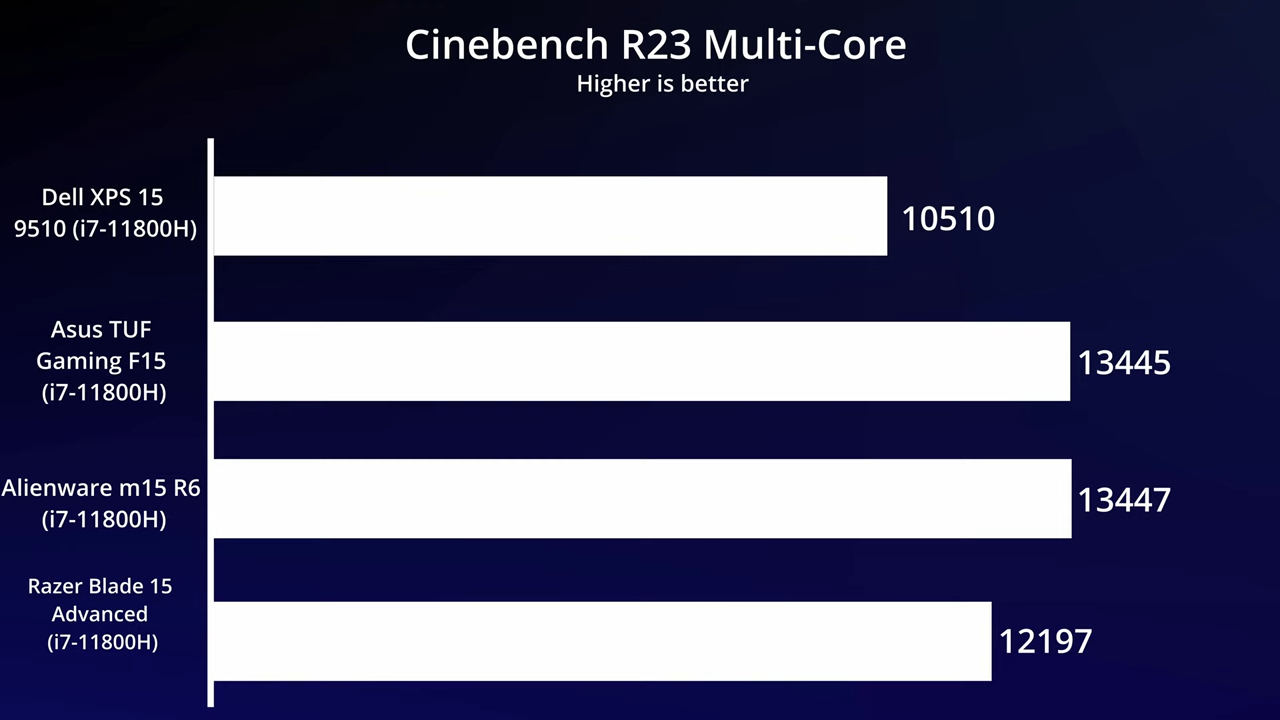 Cinebench R23 Multi-Core
Higher is better
Dell XPS 15
9510 (i7-11800H)
10510
Asus TUF
Gaming F15
(i7-11800H)
13445
Alienware m15 R6
(i7-11800H)
13447
Razer Blade 15
Advanced
(i7-11800H)
12197